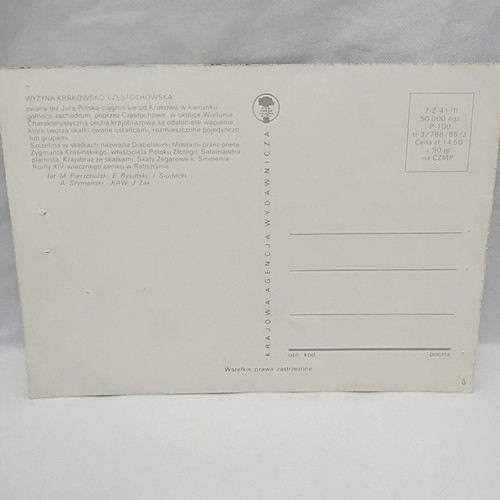 WYŻYNA KRAKOWSKO CZĘSTOCHOWSKA
zwana też Jurą Polską ciągnie się od Krakowa w kierunku
północno-zachodnim, poprzez Częstochowę, w okolice Wielunia
Charakterystyczną cechą krajobrazową są odsłonięte wapienie,
które tworzą skałki zwane ostańcami, rozmieszczone pojedynczo
lub grupami.
Szczelina w skałkach nazwana Diabelskimi Mostami przez poetę
Zygmunta Krasińskiego, właściciela Potoku Złotego. Salamandra
plamista. Krajobraz ze skałkami. Skały Zegarowe k. Smolenia.
Ruiny XIV-wiecznego zamku w Rabsztynie.
fot. M. Pierzchalski, E. Rysiński, J. Siudecki,
A. Szymański - KAW, J. Żak
KRAJOWA AGENCJA WYDAWNICZA
7-Z-41/II
50 000 egz.
P-100
II-3/788/86/J
Cena zł 14,50
+ 50 gr
na CZMP
opn. kod
poczta
Wszelkie prawa zastrzeżone